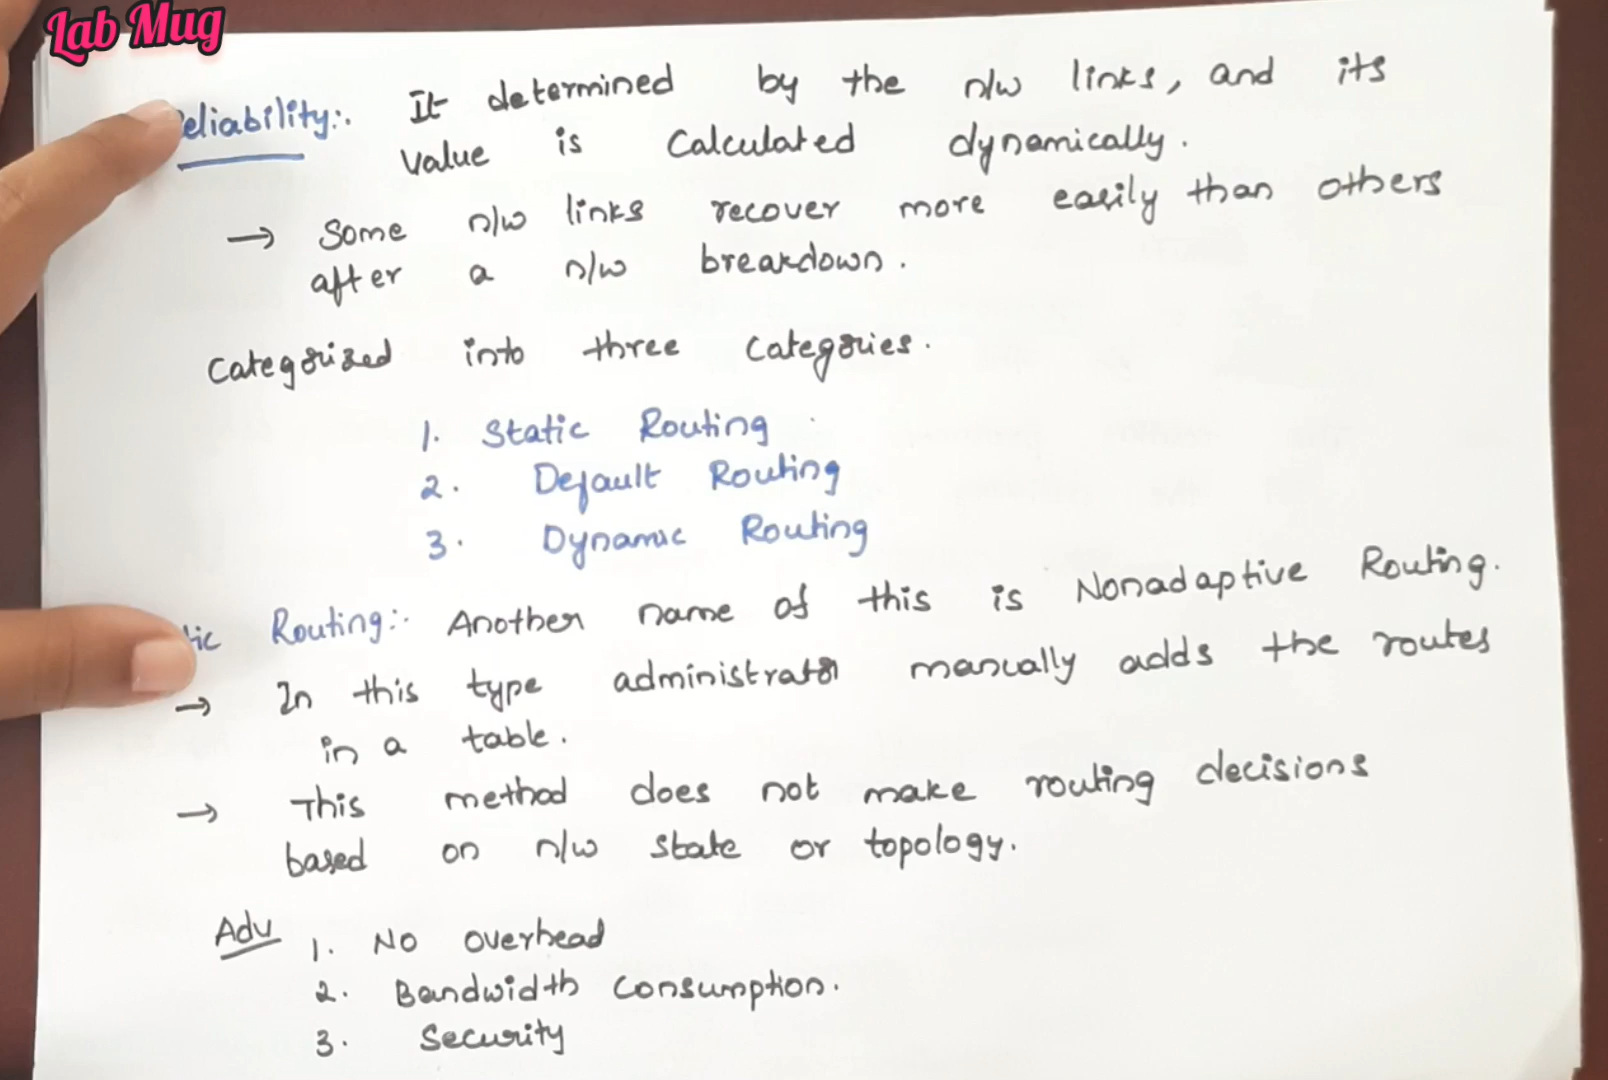 Lab Mug
eliability:. It determined by the n/w links, and its
value is calculated dynamically.
→ Some n/w links recover more easily than others
after a n/w breakdown.
Categorized into three categories.
1. Static Routing
2. Default Routing
3. Dynamic Routing
tic Routing:. Another name of this is Nonadaptive Routing.
→ In this type administrator manually adds the routes
in a table.
→ This method does not make routing decisions
based on n/w state or topology.
Adv 1. No overhead
2. Bandwidth Consumption.
3. Security